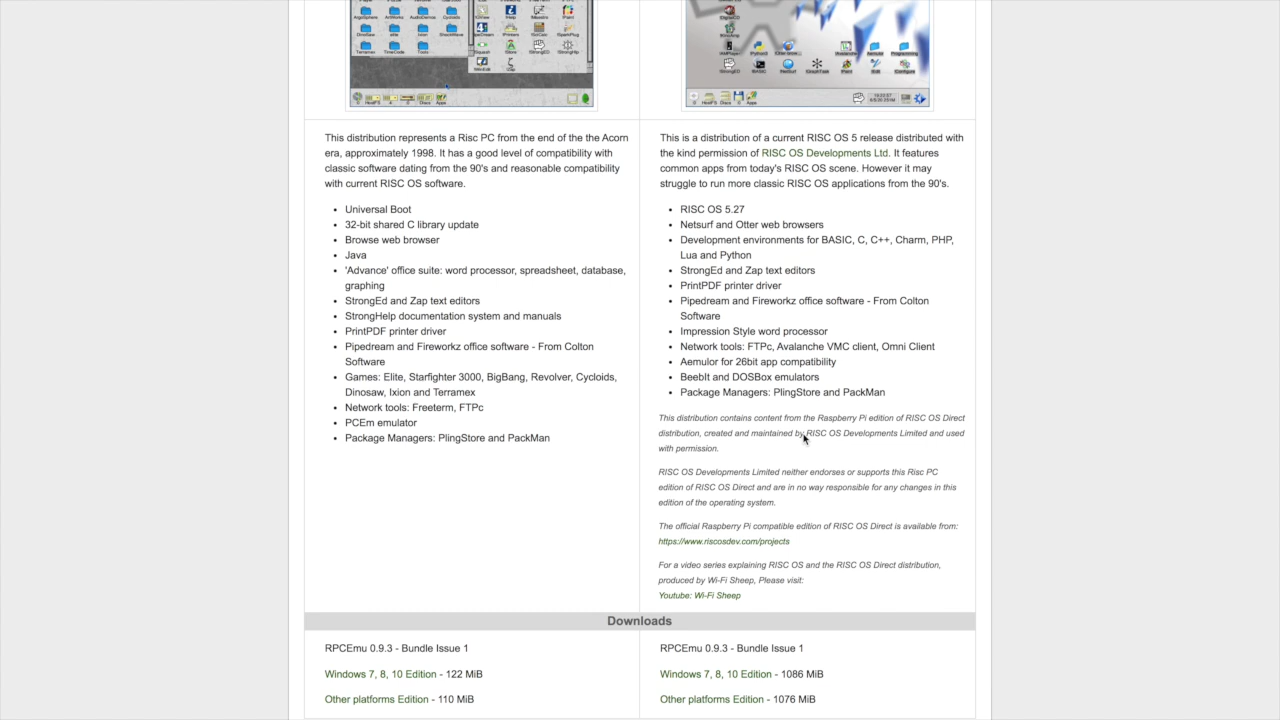 This distribution represents a Risc PC from the end of the the Acorn
era, approximately 1998. It has a good level of compatibility with
classic software dating from the 90's and reasonable compatibility
with current RISC OS software.
• Universal Boot
• 32-bit shared C library update
• Browse web browser
• Java
• 'Advance' office suite: word processor, spreadsheet, database,
graphing
• StrongEd and Zap text editors
• StrongHelp documentation system and manuals
• PrintPDF printer driver
• Pipedream and Fireworkz office software - From Colton
Software
• Games: Elite, Starfighter 3000, BigBang, Revolver, Cycloids,
Dinosaw, Ixion and Terramex
• Network tools: Freeterm, FTPc
• PCEm emulator
• Package Managers: PlingStore and PackMan
This is a distribution of a current RISC OS 5 release distributed with
the kind permission of RISC OS Developments Ltd. It features
common apps from today's RISC OS scene. However it may
struggle to run more classic RISC OS applications from the 90's.
• RISC OS 5.27
• Netsurf and Otter web browsers
• Development environments for BASIC, C, C++, Charm, PHP,
Lua and Python
• StrongEd and Zap text editors
• PrintPDF printer driver
• Pipedream and Fireworkz office software - From Colton
Software
• Impression Style word processor
• Network tools: FTPc, Avalanche VMC client, Omni Client
• Aemulor for 26bit app compatibility
• BeebIt and DOSBox emulators
• Package Managers: PlingStore and PackMan
This distribution contains content from the Raspberry Pi edition of RISC OS Direct
distribution, created and maintained by RISC OS Developments Limited and used
with permission.
RISC OS Developments Limited neither endorses or supports this Risc PC
edition of RISC OS Direct and are in no way responsible for any changes in this
edition of the operating system.
The official Raspberry Pi compatible edition of RISC OS Direct is available from:
https://www.riscosdev.com/projects
For a video series explaining RISC OS and the RISC OS Direct distribution,
produced by Wi-Fi Sheep, Please visit:
Youtube: Wi-Fi Sheep
Downloads
RPCEmu 0.9.3 - Bundle Issue 1
Windows 7, 8, 10 Edition - 122 MiB
Other platforms Edition - 110 MiB
RPCEmu 0.9.3 - Bundle Issue 1
Windows 7, 8, 10 Edition - 1086 MiB
Other platforms Edition - 1076 MiB